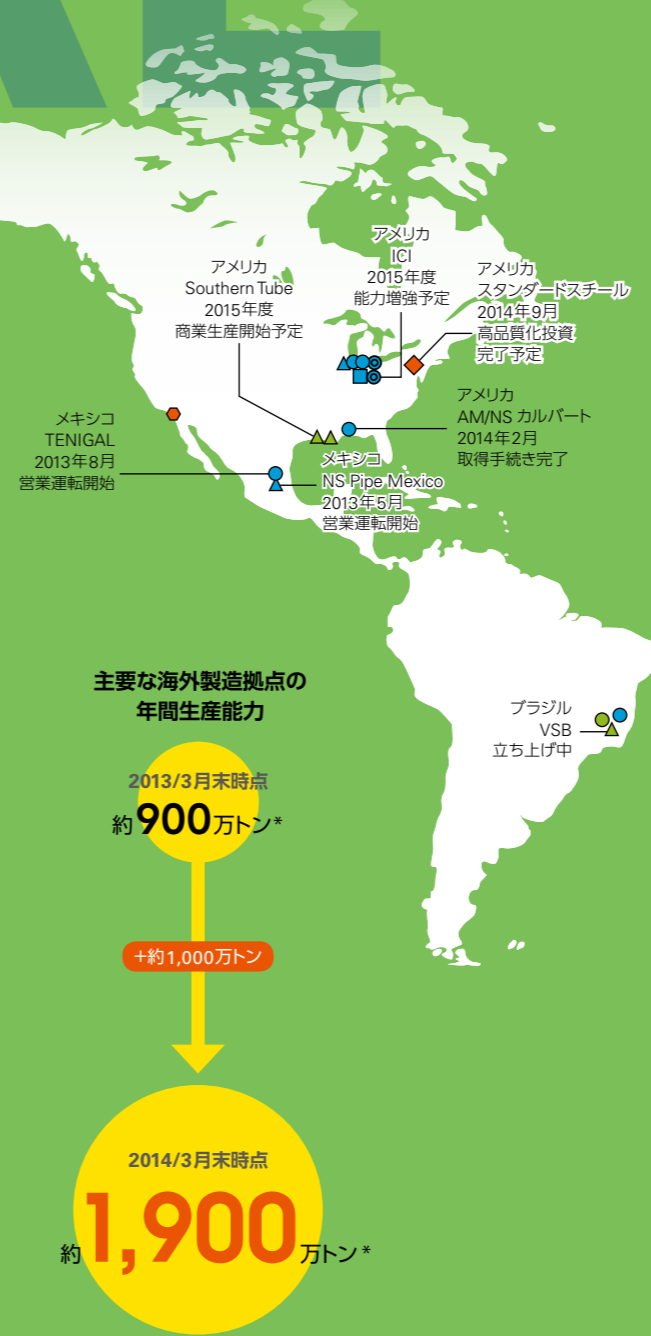 アメリカ
ICI
2015年度
能力増強予定
アメリカ
Southern Tube
2015年度
商業生産開始予定
アメリカ
スタンダードスチール
2014年9月
高品質化投資
完了予定
アメリカ
AM/NS カルバート
2014年2月
取得手続き完了
メキシコ
TENIGAL
2013年8月
営業運転開始
メキシコ
NS Pipe Mexico
2013年5月
営業運転開始
ブラジル
VSB
立ち上げ中
主要な海外製造拠点の
年間生産能力
2013/3月末時点
約900万トン*
+約1,000万トン
2014/3月末時点
約1,900万トン*